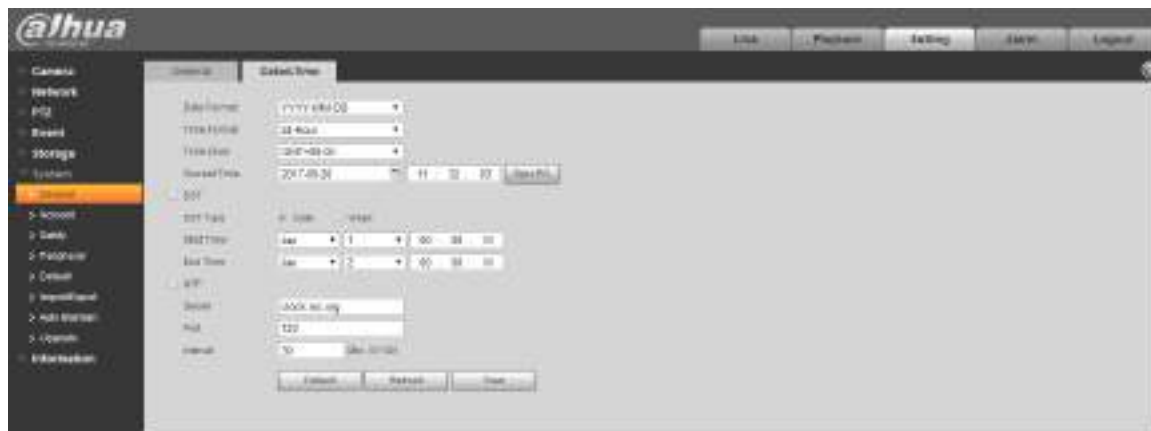 alhua
Live Playback Setting Alarm Logout
Camera
Network
PTZ
Event
Storage
System
General
> Account
> Safety
> Peripheral
> Default
> Import/Export
> Auto Maintain
> Upgrade
Information
General Date&Time
Date Format YYYY-MM-DD
Time Format 24-Hour
Time Zone
Current Time 2017-09-26 11 Sync PC
DST
DST Type Date Week
Start Time Jan 1 00 00 00
End Time Jan 2 00 00 00
NTP
Server clock.isc.org
Port 123
Interval 10
Default Refresh Save